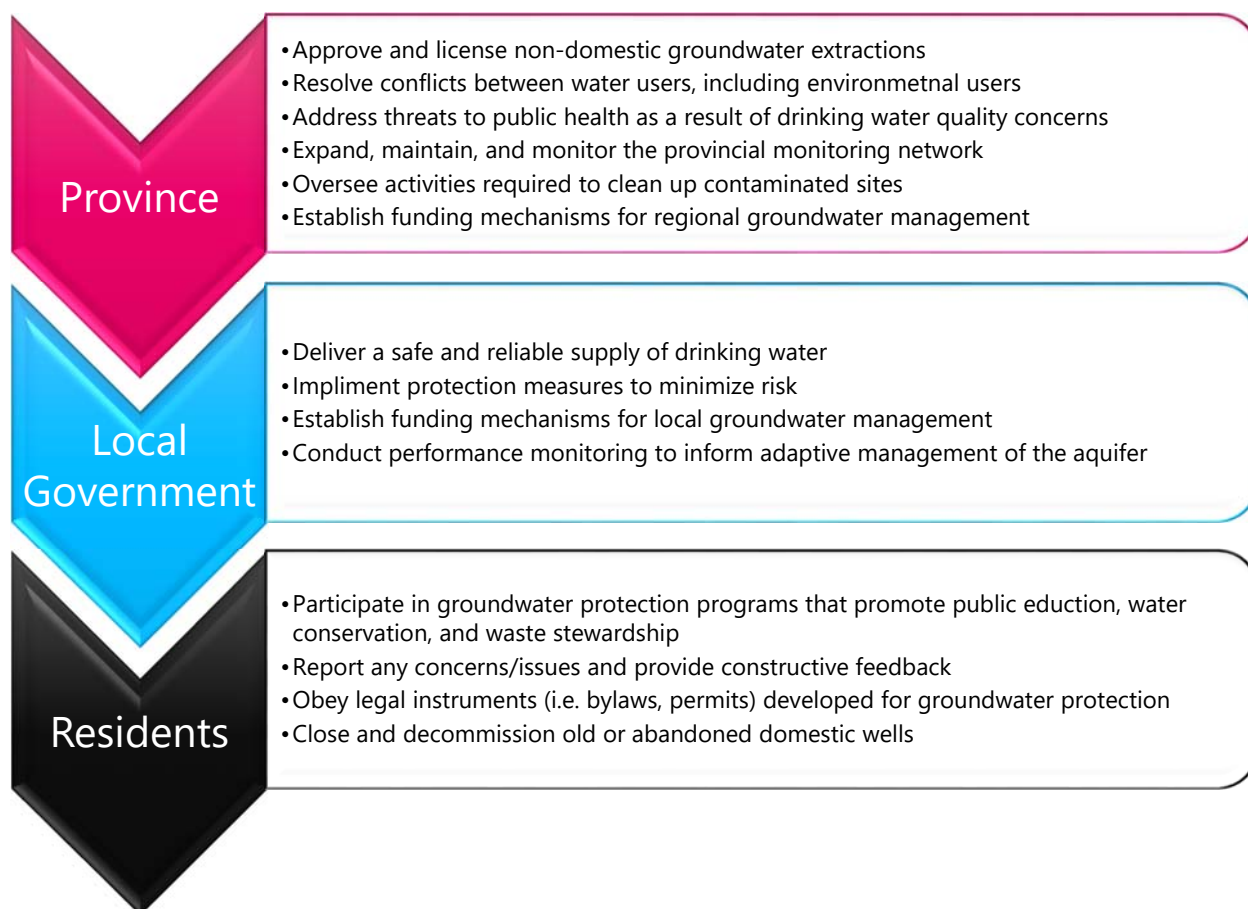 Province
•Approve and license non-domestic groundwater extractions
•Resolve conflicts between water users, including environmetnal users
•Address threats to public health as a result of drinking water quality concerns
•Expand, maintain, and monitor the provincial monitoring network
•Oversee activities required to clean up contaminated sites
•Establish funding mechanisms for regional groundwater management
Local
Government
•Deliver a safe and reliable supply of drinking water
•Impliment protection measures to minimize risk
•Establish funding mechanisms for local groundwater management
•Conduct performance monitoring to inform adaptive management of the aquifer
Residents
•Participate in groundwater protection programs that promote public eduction, water
conservation, and waste stewardship
•Report any concerns/issues and provide constructive feedback
•Obey legal instruments (i.e. bylaws, permits) developed for groundwater protection
•Close and decommission old or abandoned domestic wells